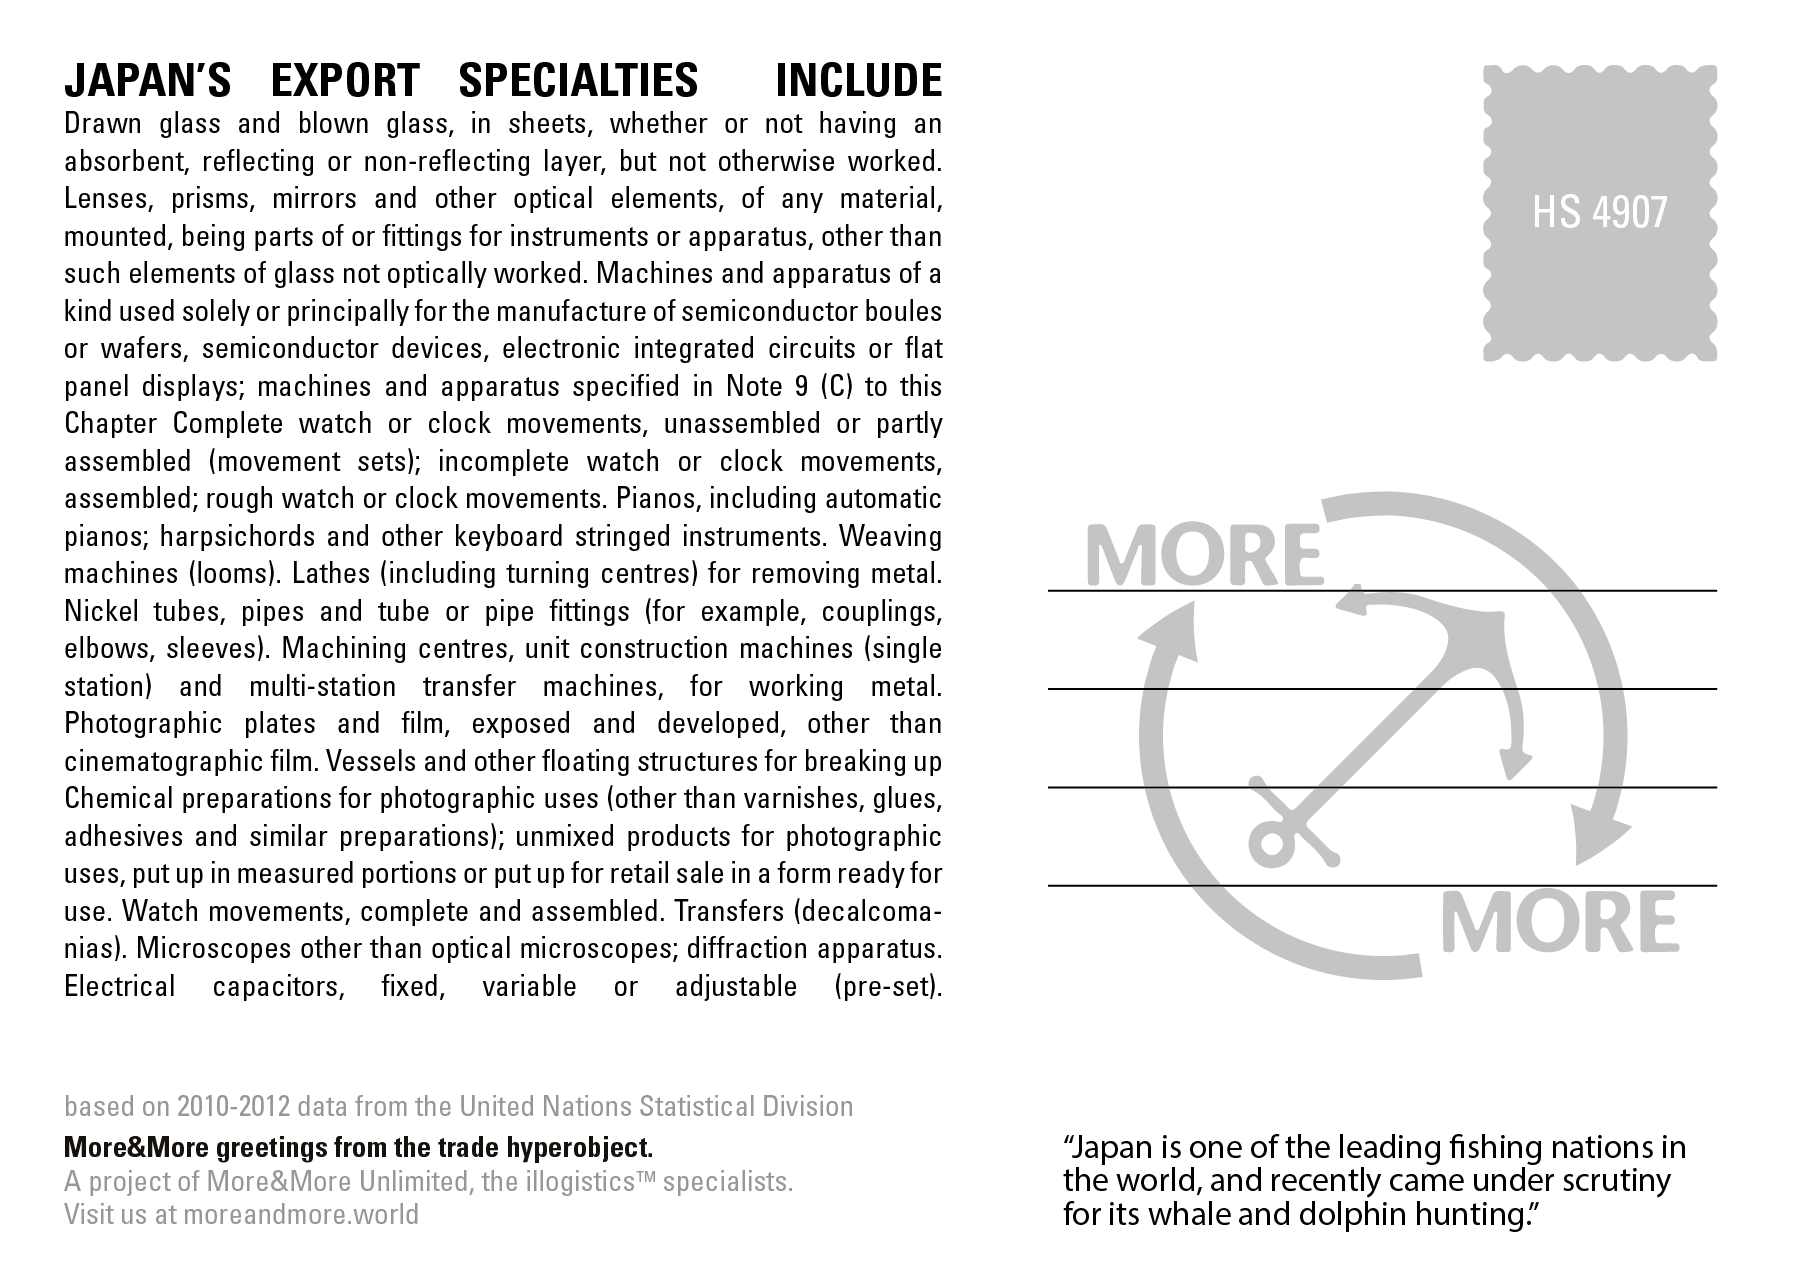 JAPAN’S EXPORT SPECIALTIES INCLUDE
Drawn glass and blown glass, in sheets, whether or not having an
absorbent, reflecting or non-reflecting layer, but not otherwise worked.
Lenses, prisms, mirrors and other optical elements, of any material,
mounted, being parts of or fittings for instruments or apparatus, other than
such elements of glass not optically worked. Machines and apparatus of a
kind used solely or principally for the manufacture of semiconductor boules
or wafers, semiconductor devices, electronic integrated circuits or flat
panel displays; machines and apparatus specified in Note 9 (C) to this
Chapter Complete watch or clock movements, unassembled or partly
assembled (movement sets); incomplete watch or clock movements,
assembled; rough watch or clock movements. Pianos, including automatic
pianos; harpsichords and other keyboard stringed instruments. Weaving
machines (looms). Lathes (including turning centres) for removing metal.
Nickel tubes, pipes and tube or pipe fittings (for example, couplings,
elbows, sleeves). Machining centres, unit construction machines (single
station) and multi-station transfer machines, for working metal.
Photographic plates and film, exposed and developed, other than
cinematographic film. Vessels and other floating structures for breaking up
Chemical preparations for photographic uses (other than varnishes, glues,
adhesives and similar preparations); unmixed products for photographic
uses, put up in measured portions or put up for retail sale in a form ready for
use. Watch movements, complete and assembled. Transfers (decalcoma-
nias). Microscopes other than optical microscopes; diffraction apparatus.
Electrical capacitors, fixed, variable or adjustable (pre-set).
based on 2010-2012 data from the United Nations Statistical Division
More&More greetings from the trade hyperobject.
A project of More&More Unlimited, the illogistics™ specialists.
Visit us at moreandmore.world
HS 4907
MORE
MORE
“Japan is one of the leading fishing nations in
the world, and recently came under scrutiny
for its whale and dolphin hunting.”